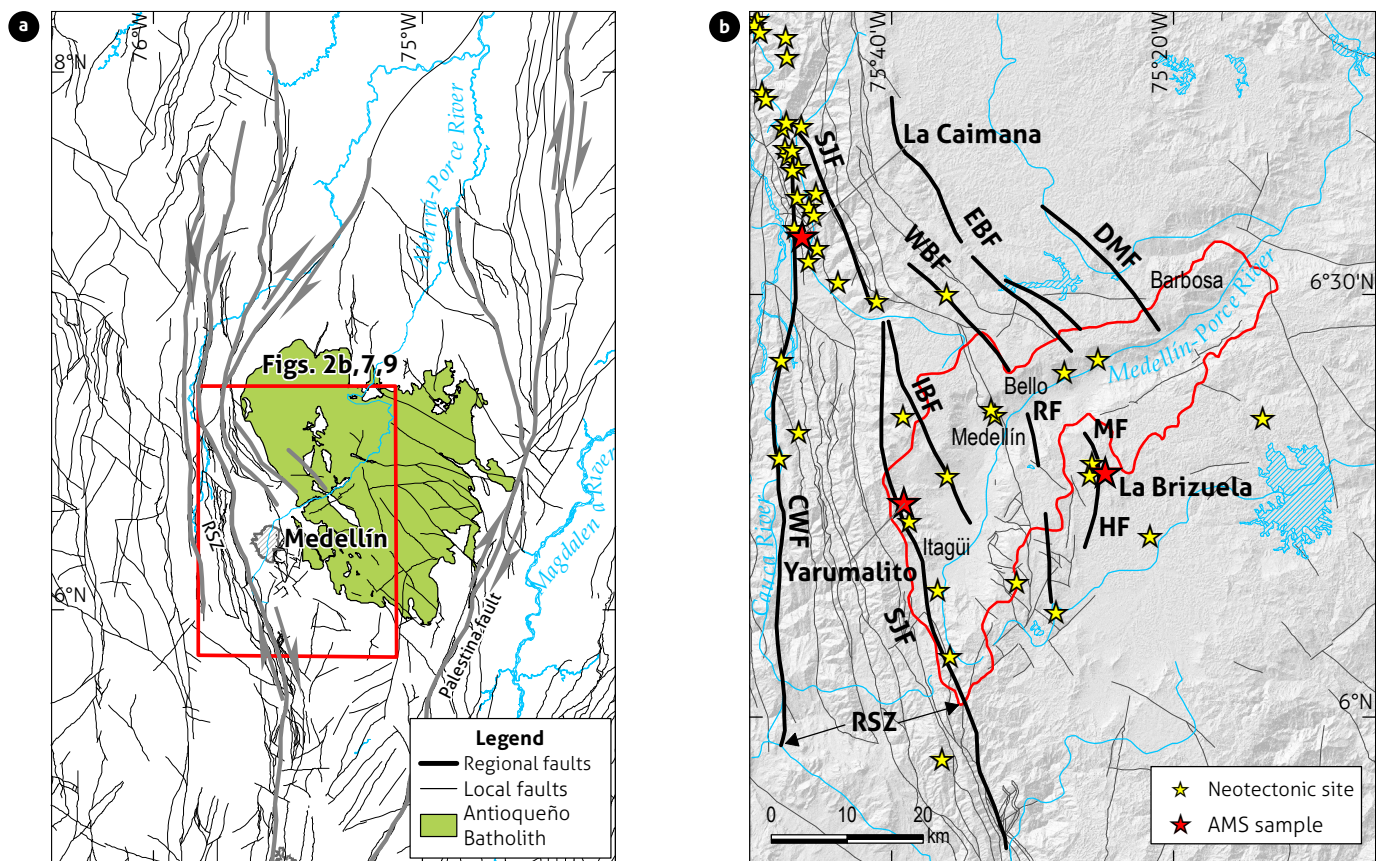 a
8°N
76°W
75°W
Aburrá-Porce River
Figs. 2b,7,9
Medellín
RSZ
6°N
Magdalen a River
Palestina fault
Legend
Regional faults
Local faults
Antioqueño
Batholith
b
75°40'
75°20'
La Caimana
SJF
EBF
WBF
DMF
Barbosa
6°30'N
Medellín-Porce River
Bello
IBF
RF
Medellín
MF
La Brizuela
CWF
HF
Itagüi
Yarumalito
Cauca River
SJF
RSZ
6°N
Neotectonic site
AMS sample
0
10
20
km